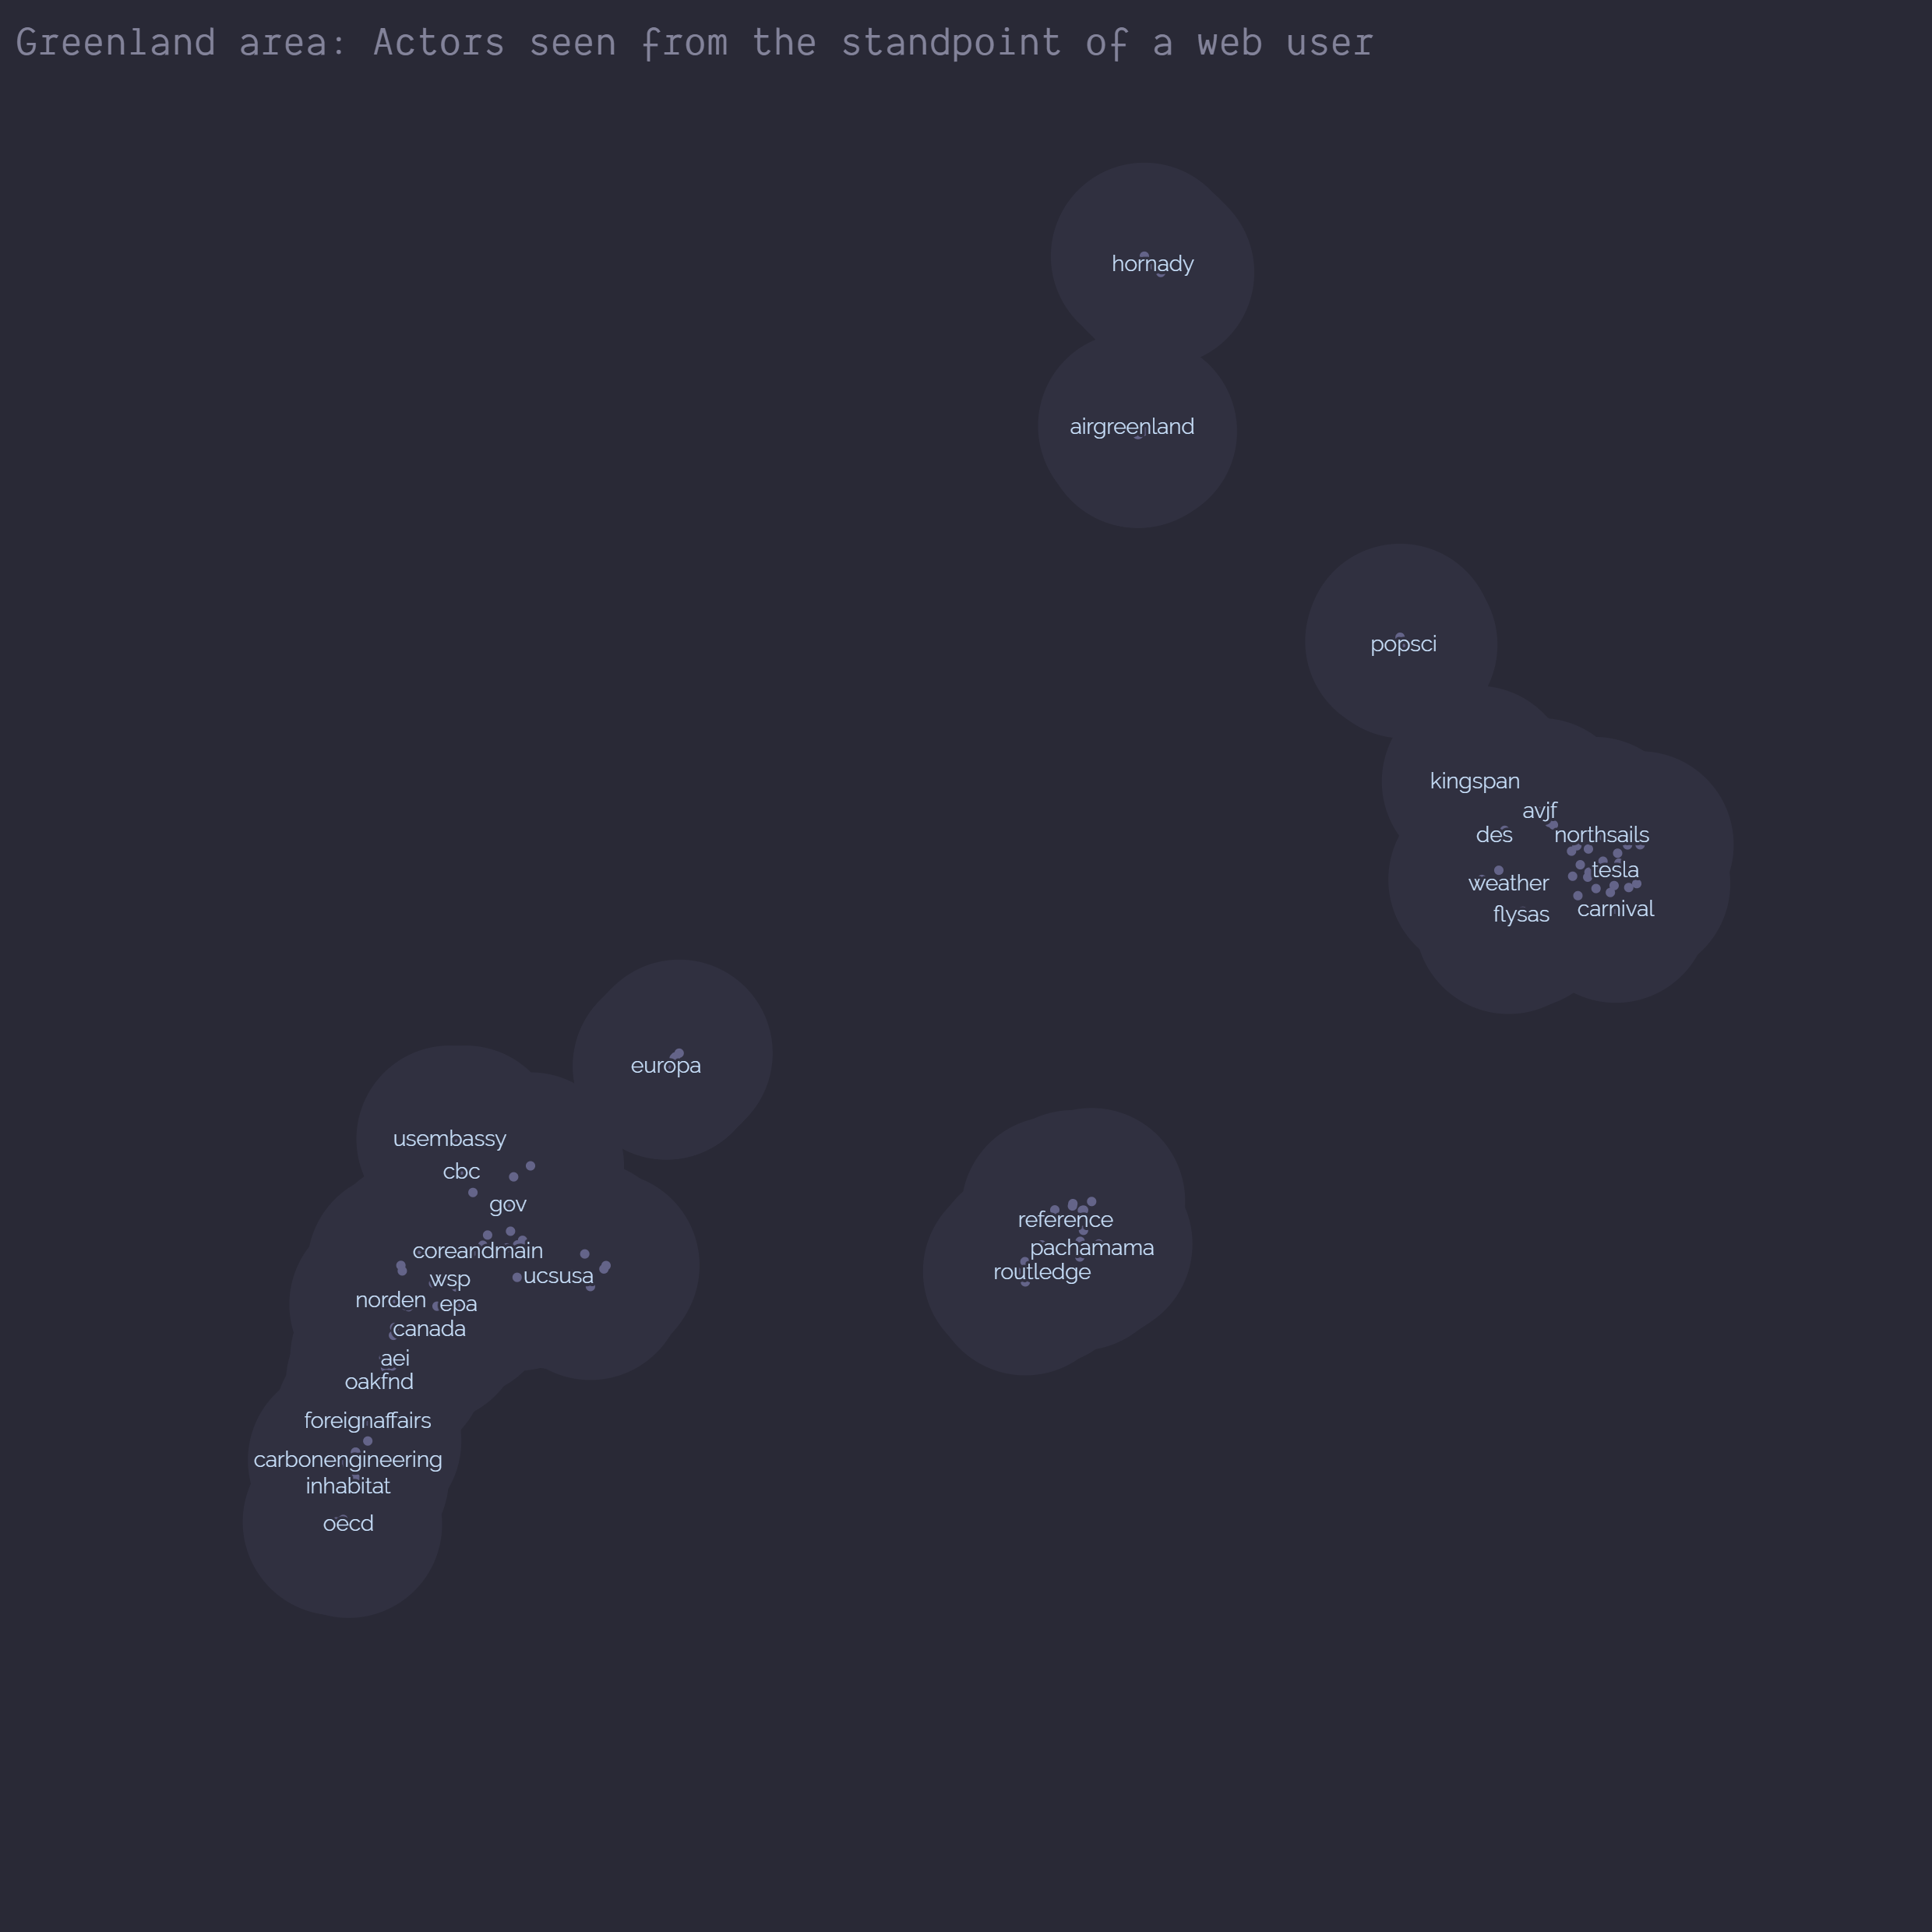 Greenland area: Actors seen from the standpoint of a web user
hornady
airgreenland
popsci
kingspan
avjf
des
northsails
tesla
weather
carnival
flysas
europa
usembassy
cbc
gov
reference
pachamama
coreandmain
routledge
ucsusa
wsp
norden
epa
canada
aei
oakfnd
foreignaffairs
carbonengineering
inhabitat
oecd